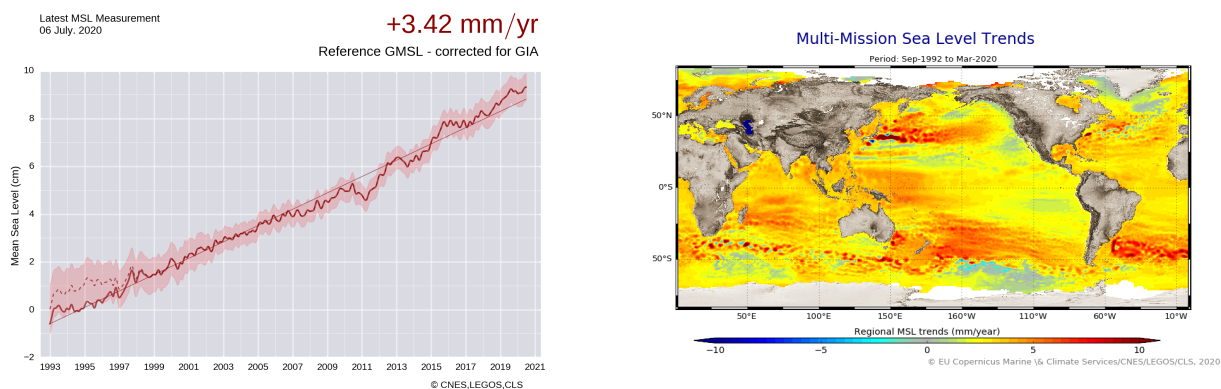 Latest MSL Measurement
06 July. 2020
+3.42 mm/yr
Reference GMSL - corrected for GIA
Mean Sea Level (cm)
10
8
6
4
2
0
−2
1993 1995 1997 1999 2001 2003 2005 2007 2009 2011 2013 2015 2017 2019 2021
© CNES,LEGOS,CLS
Multi-Mission Sea Level Trends
Period: Sep-1992 to Mar-2020
50°N
0°S
50°S
50°E 100°E 150°E 160°W 110°W 60°W 10°W
Regional MSL trends (mm/year)
−10 −5 0 5 10
© EU Copernicus Marine \& Climate Services/CNES/LEGOS/CLS, 2020